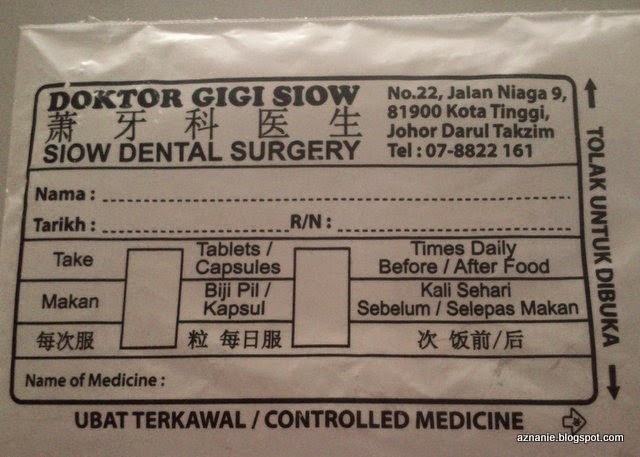 DOKTOR GIGI SIOW
萧牙科医生
SIOW DENTAL SURGERY
No.22, Jalan Niaga 9,
81900 Kota Tinggi,
Johor Darul Takzim
Tel : 07-8822 161
Nama :
Tarikh : R/N :
Take Tablets / Capsules Times Daily Before / After Food
Makan Biji Pil / Kapsul Kali Sehari Sebelum / Selepas Makan
每次服 粒 每日服 次 饭前/后
Name of Medicine :
UBAT TERKAWAL / CONTROLLED MEDICINE
TOLAK UNTUK DIBUKA
aznanie.blogspot.com